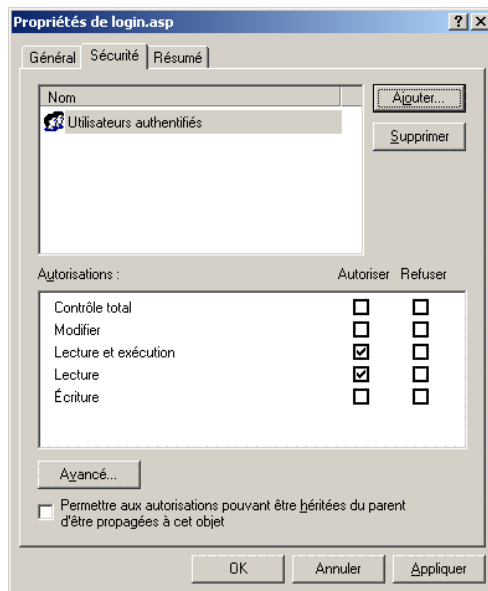 Propriétés de login.asp
? X
Général Sécurité Résumé
Nom
Ajouter...
Utilisateurs authentifiés
Supprimer
Autorisations : Autoriser Refuser
Contrôle total
Modifier
Lecture et exécution
Lecture
Écriture
Avancé...
Permettre aux autorisations pouvant être héritées du parent
d'être propagées à cet objet
OK Annuler Appliquer